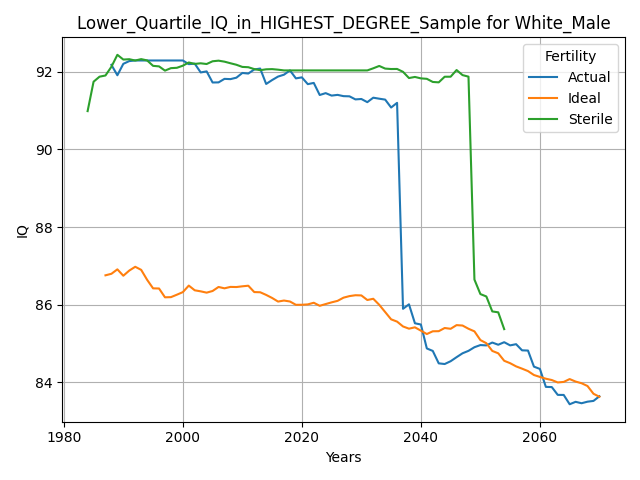 Lower_Quartile_IQ_in_HIGHEST_DEGREE_Sample for White_Male
Fertility
Actual
Ideal
Sterile
IQ
92
90
88
86
84
1980
2000
2020
2040
2060
Years